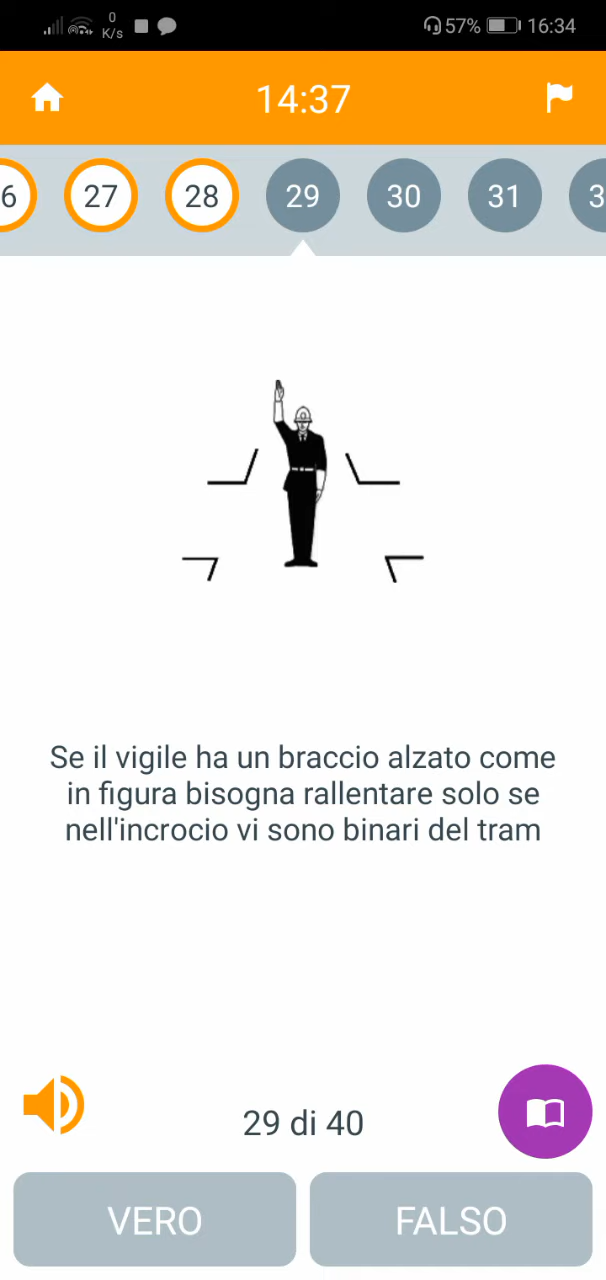 0
K/s
57%
16:34
14:37
6
27
28
29
30
31
3
Se il vigile ha un braccio alzato come
in figura bisogna rallentare solo se
nell'incrocio vi sono binari del tram
29 di 40
VERO
FALSO